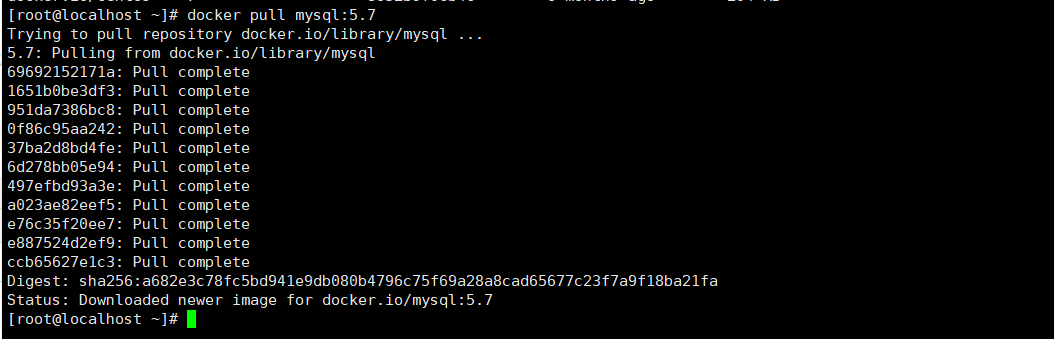 [root@localhost ~]# docker pull mysql:5.7
Trying to pull repository docker.io/library/mysql ...
5.7: Pulling from docker.io/library/mysql
69692152171a: Pull complete
1651b0be3df3: Pull complete
951da7386bc8: Pull complete
0f86c95aa242: Pull complete
37ba2d8bd4fe: Pull complete
6d278bb05e94: Pull complete
497efbd93a3e: Pull complete
a023ae82eef5: Pull complete
e76c35f20ee7: Pull complete
e887524d2ef9: Pull complete
ccb65627e1c3: Pull complete
Digest: sha256:a682e3c78fc5bd941e9db080b4796c75f69a28a8cad65677c23f7a9f18ba21fa
Status: Downloaded newer image for docker.io/mysql:5.7
[root@localhost ~]#